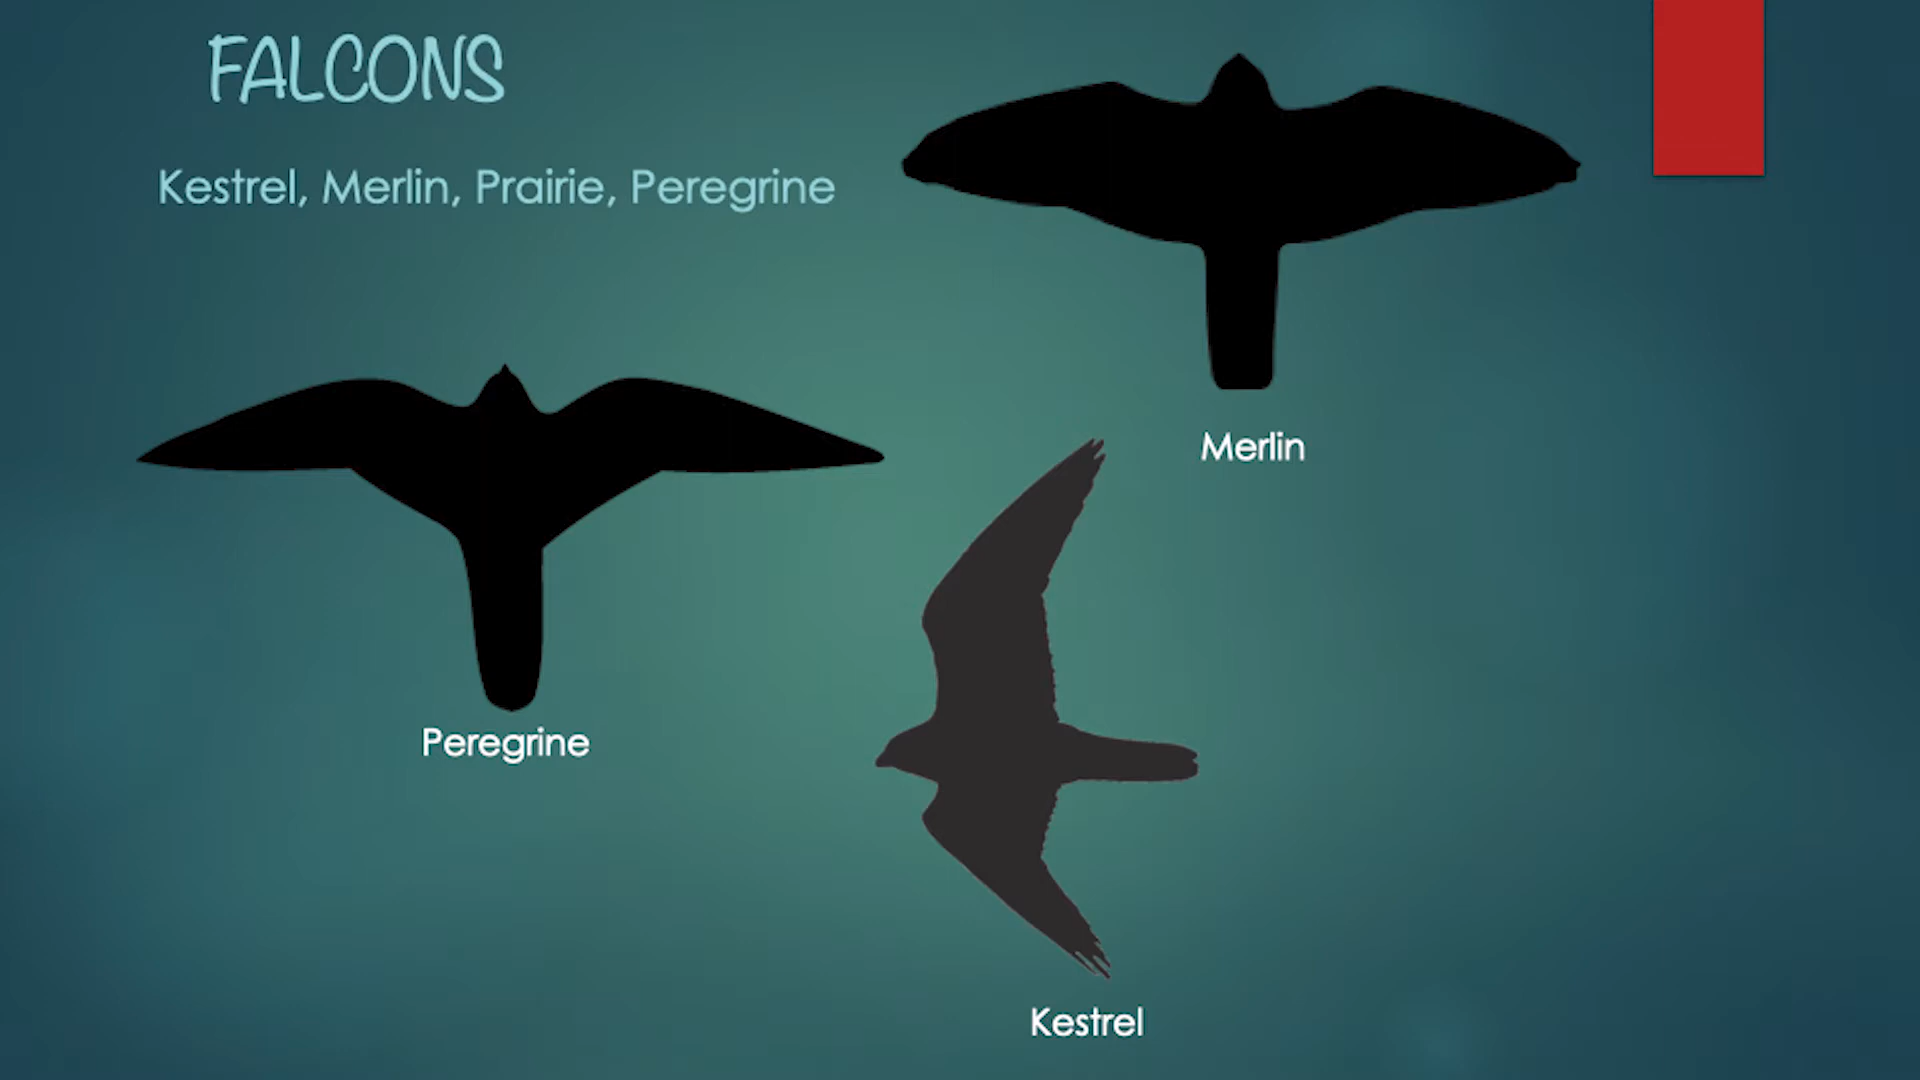 FALCONS
Kestrel, Merlin, Prairie, Peregrine
Merlin
Peregrine
Kestrel